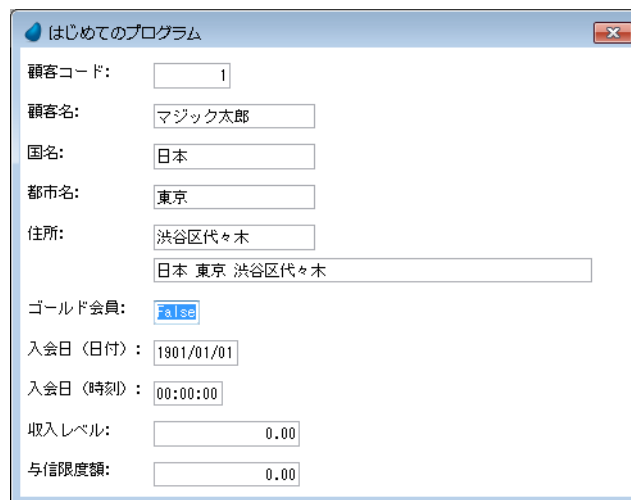 はじめてのプログラム
顧客コード: 1
顧客名: マジック太郎
国名: 日本
都市名: 東京
住所: 渋谷区代々木
日本 東京 渋谷区代々木
ゴールド会員: False
入会日（日付）: 1901/01/01
入会日（時刻）: 00:00:00
収入レベル: 0.00
与信限度額: 0.00